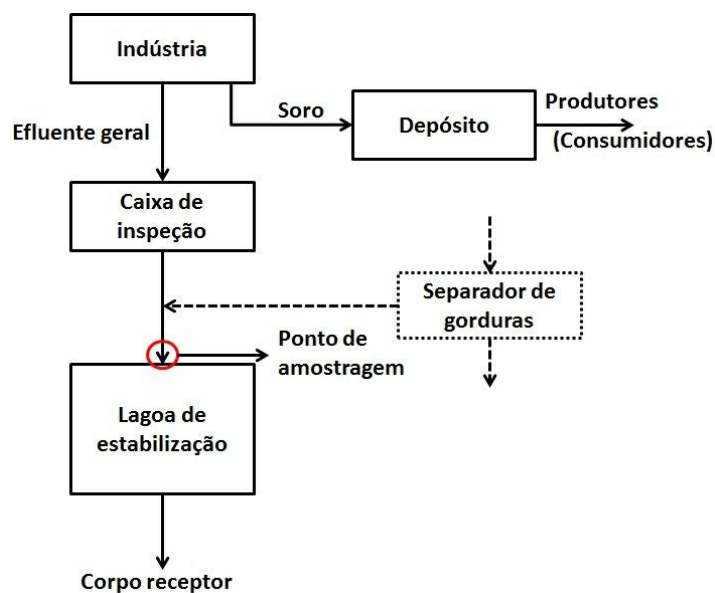 Indústria
Efluente geral
Soro
Depósito
Produtores
(Consumidores)
Caixa de
inspeção
Separador de
gorduras
Ponto de
amostragem
Lagoa de
estabilização
Corpo receptor